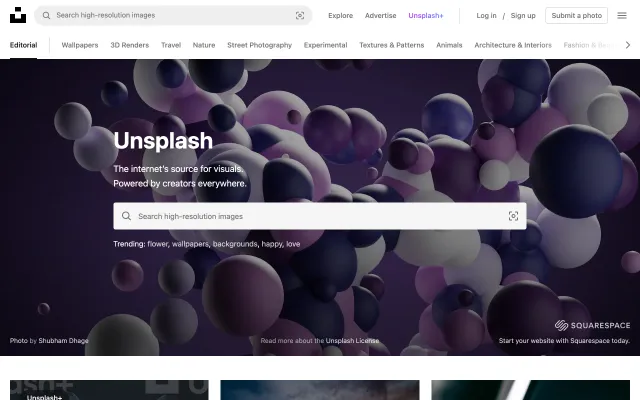 Search high-resolution images
Explore
Advertise
Unsplash+
Log in / Sign up
Submit a photo
Editorial
Wallpapers
3D Renders
Travel
Nature
Street Photography
Experimental
Textures & Patterns
Animals
Architecture & Interiors
Fashion &
Unsplash
The internet's source for visuals.
Powered by creators everywhere.
Search high-resolution images
Trending: flower, wallpapers, backgrounds, happy, love
SQUARESPACE
Photo by Shubham Dhage
Read more about the Unsplash License
Start your website with Squarespace today.
Unsplash+